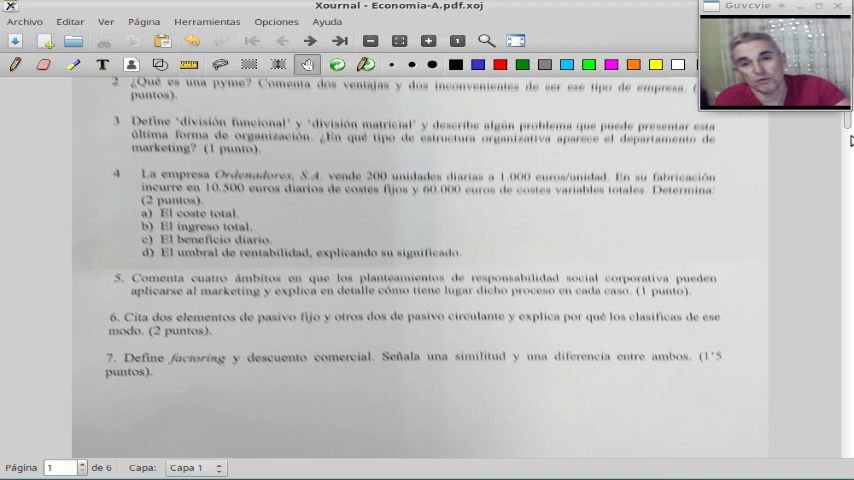 Xournal - Economia-A.pdf.xoj
Guvcvie
Archivo Editar Ver Página Herramientas Opciones Ayuda
2 ¿Qué es una pyme? Comenta dos ventajas y dos inconvenientes de ser ese tipo de empresa. (
puntos).
3 Define ‘división funcional’ y ‘división matricial’ y describe algún problema que puede presentar esta
última forma de organización. ¿En qué tipo de estructura organizativa aparece el departamento de
marketing? (1 punto).
4 La empresa Ordenadores, S.A. vende 200 unidades diarias a 1.000 euros/unidad. En su fabricación
incurre en 10.500 euros diarios de costes fijos y 60.000 euros de costes variables totales. Determina:
(2 puntos).
a) El coste total.
b) El ingreso total.
c) El beneficio diario.
d) El umbral de rentabilidad, explicando su significado.
5. Comenta cuatro ámbitos en que los planteamientos de responsabilidad social corporativa pueden
aplicarse al marketing y explica en detalle cómo tiene lugar dicho proceso en cada caso. (1 punto).
6. Cita dos elementos de pasivo fijo y otros dos de pasivo circulante y explica por qué los clasificas de ese
modo. (2 puntos).
7. Define factoring y descuento comercial. Señala una similitud y una diferencia entre ambos. (1’5
puntos).
Página 1 de 6 Capa: Capa 1